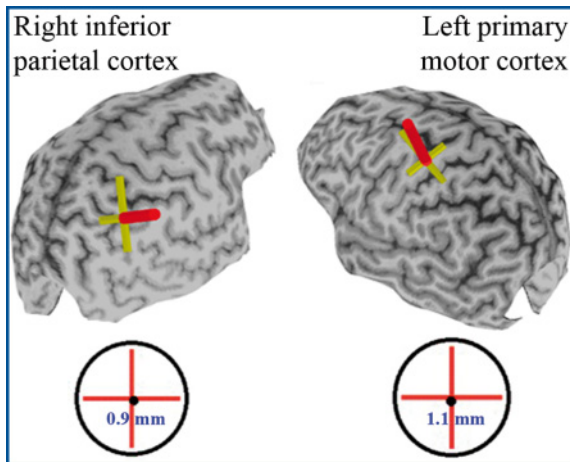 Right inferior
parietal cortex
Left primary
motor cortex
0.9 mm
1.1 mm